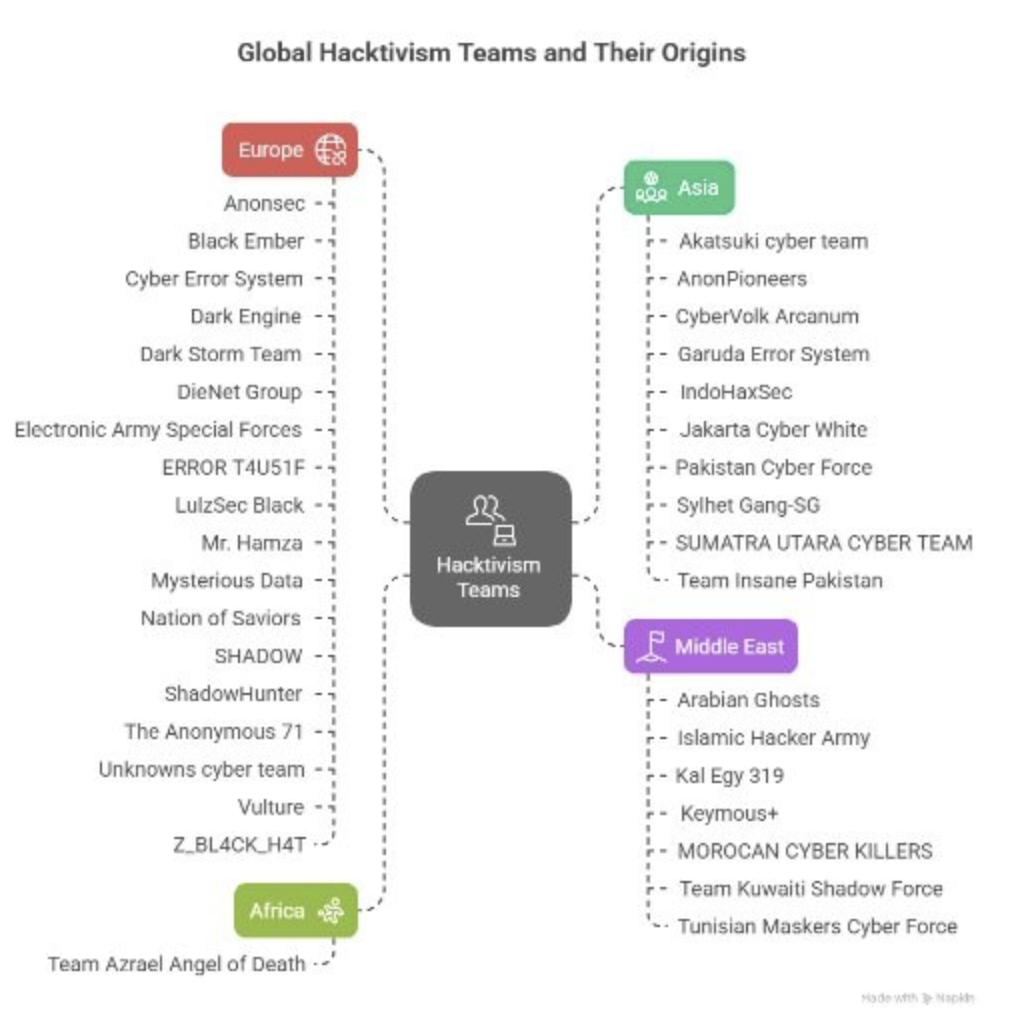 Global Hacktivism Teams and Their Origins
Europe
Anonsec
Black Ember
Cyber Error System
Dark Engine
Dark Storm Team
DieNet Group
Electronic Army Special Forces
ERROR T4U51F
LulzSec Black
Mr. Hamza
Mysterious Data
Nation of Saviors
SHADOW
ShadowHunter
The Anonymous 71
Unknowns cyber team
Vulture
Z_BL4CK_H4T
Africa
Team Azrael Angel of Death
Hacktivism
Teams
Asia
Akatsuki cyber team
AnonPioneers
CyberVolk Arcanum
Garuda Error System
IndoHaxSec
Jakarta Cyber White
Pakistan Cyber Force
Sylhet Gang-SG
SUMATRA UTARA CYBER TEAM
Team Insane Pakistan
Middle East
Arabian Ghosts
Islamic Hacker Army
Kal Egy 319
Keymous+
MOROCAN CYBER KILLERS
Team Kuwaiti Shadow Force
Tunisian Maskers Cyber Force
Made with Napkin